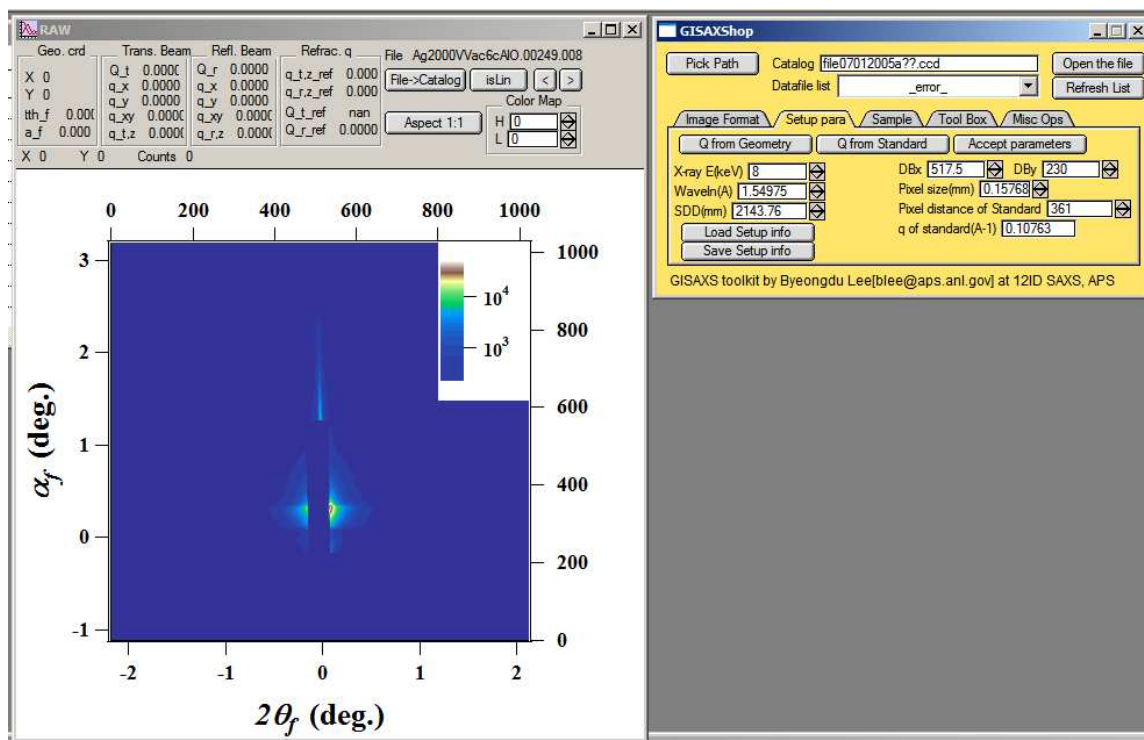 RAW
Geo. crd Trans. Beam Refl. Beam Refrac. q
X 0
Y 0
tth_f 0.00(
a_f 0.000
Q_t 0.000(
q_x 0.000(
q_y 0.000(
q_xy 0.000(
q_t,z 0.000(
Q_r 0.0000
q_x 0.0000
q_y 0.0000
q_xy 0.0000
q_r,z 0.0000
q_t,z_ref 0.000
q_r,z_ref 0.000
Q_t_ref nan
Q_r_ref 0.0000
File Ag2000VVac6cAlO.00249.008
File->Catalog isLin < >
Aspect 1:1
Color Map
H 0
L 0
X 0 Y 0 Counts 0
0 200 400 600 800 1000
3
2
1
0
-1
αf (deg.)
10^4
10^3
1000
800
600
400
200
0
-2 -1 0 1 2
2θf (deg.)
GISAXShop
Pick Path Catalog file07012005a??.ccd Open the file
Datafile list _error_ Refresh List
Image Format Setup para Sample Tool Box Misc Ops
Q from Geometry Q from Standard Accept parameters
X-ray E(keV) 8 DBx 517.5 DBy 230
Waveln(A) 1.54975 Pixel size(mm) 0.15768
SDD(mm) 2143.76 Pixel distance of Standard 361
Load Setup info q of standard(A-1) 0.10763
Save Setup info
GISAXS toolkit by Byeongdu Lee[blee@aps.anl.gov] at 12ID SAXS, APS